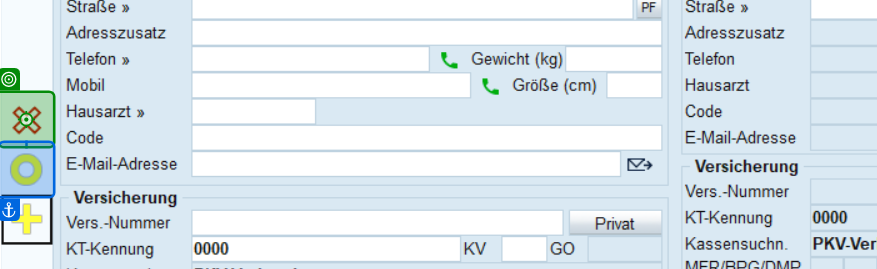 Straße »
PF
Adresszusatz
Telefon »
Gewicht (kg)
Mobil
Größe (cm)
Hausarzt »
Code
E-Mail-Adresse
Versicherung
Vers.-Nummer
Privat
KT-Kennung
0000
KV
GO
Straße »
Adresszusatz
Telefon
Hausarzt
Code
E-Mail-Adresse
Versicherung
Vers.-Nummer
KT-Kennung
0000
Kassensuchn.
PKV-Ver
MFR/BPG/DMP